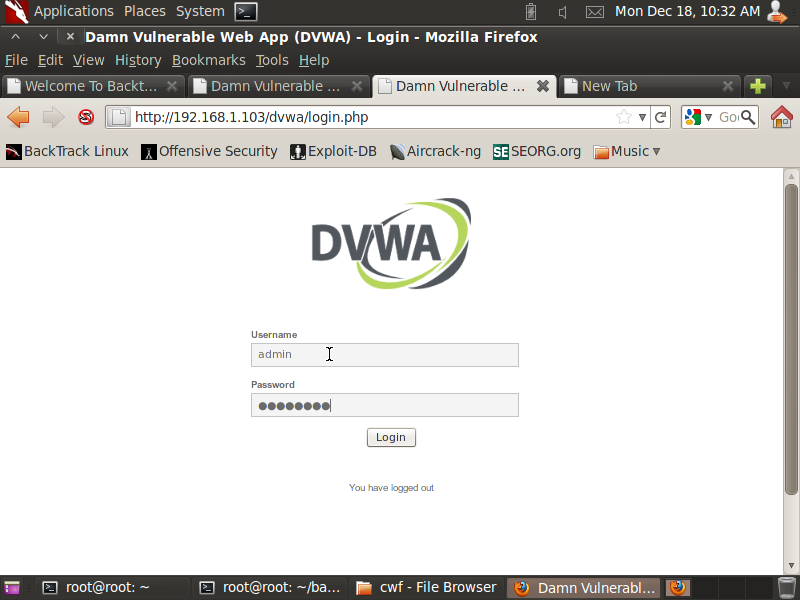 Applications Places System Mon Dec 18, 10:32 AM
Damn Vulnerable Web App (DVWA) - Login - Mozilla Firefox
File Edit View History Bookmarks Tools Help
Welcome To Backt... Damn Vulnerable ... Damn Vulnerable ... New Tab
http://192.168.1.103/dvwa/login.php Goo
BackTrack Linux Offensive Security Exploit-DB Aircrack-ng SE SEORG.org Music
DVWA
Username
admin
Password
Login
You have logged out
root@root: ~ root@root: ~/ba... cwf - File Browser Damn Vulnerabl...